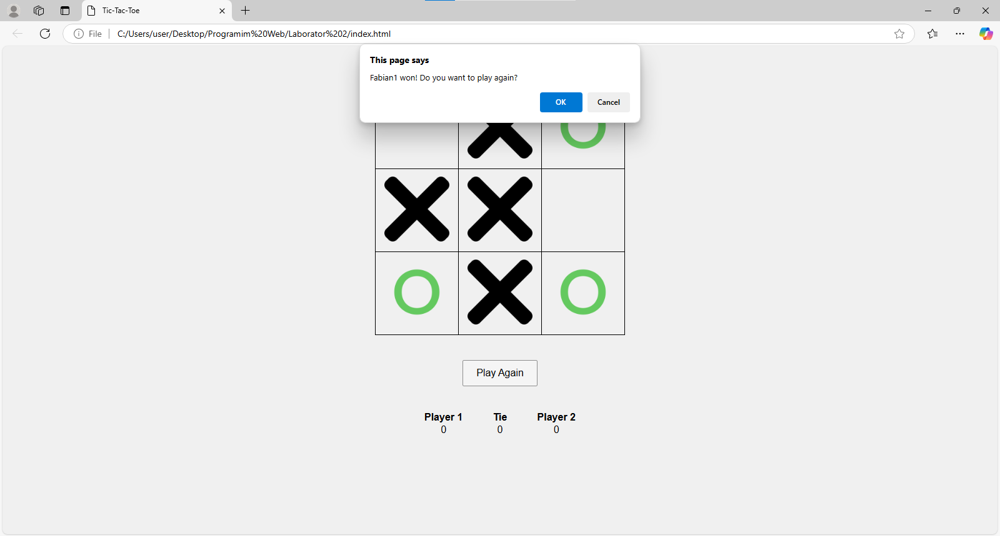 Tic-Tac-Toe
File
C:/Users/user/Desktop/Programim%20Web/Laborator%202/index.html
This page says
Fabian1 won! Do you want to play again?
OK Cancel
Play Again
Player 1 Tie Player 2
0 0 0